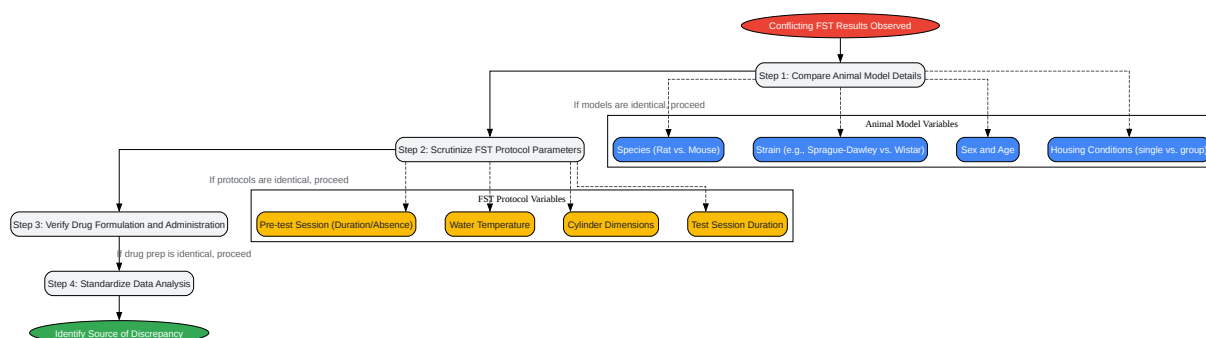 Conflicting FST Results Observed
Step 1: Compare Animal Model Details
If models are identical, proceed
Animal Model Variables
Species (Rat vs. Mouse)
Strain (e.g., Sprague-Dawley vs. Wistar)
Sex and Age
Housing Conditions (single vs. group)
Step 2: Scrutinize FST Protocol Parameters
If protocols are identical, proceed
FST Protocol Variables
Pre-test Session (Duration/Absence)
Water Temperature
Cylinder Dimensions
Test Session Duration
Step 3: Verify Drug Formulation and Administration
If drug prep is identical, proceed
Step 4: Standardize Data Analysis
Identify Source of Discrepancy